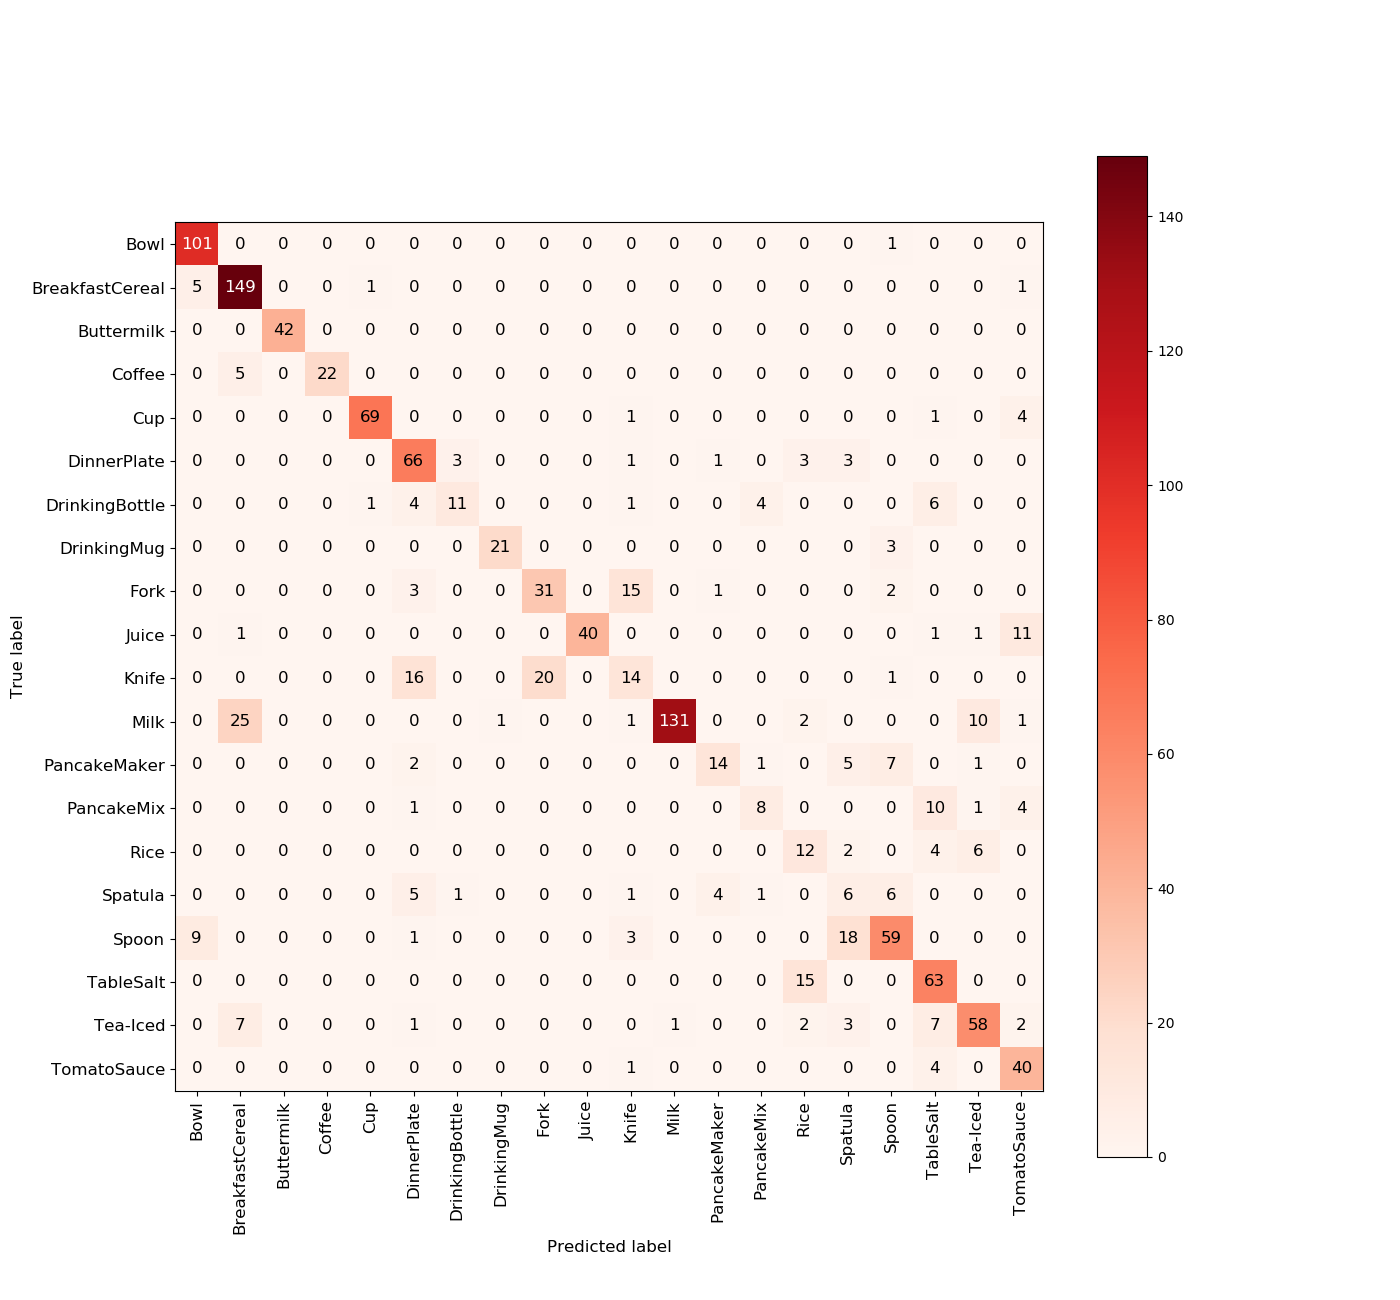 Bowl 101 0 0 0 0 0 0 0 0 0 0 0 0 0 0 0 1 0 0 0
BreakfastCereal 5 149 0 0 1 0 0 0 0 0 0 0 0 0 0 0 0 0 0 1
Buttermilk 0 0 42 0 0 0 0 0 0 0 0 0 0 0 0 0 0 0 0 0
Coffee 0 5 0 22 0 0 0 0 0 0 0 0 0 0 0 0 0 0 0 0
Cup 0 0 0 0 69 0 0 0 0 0 1 0 0 0 0 0 0 1 0 4
DinnerPlate 0 0 0 0 0 66 3 0 0 0 1 0 1 0 3 3 0 0 0 0
DrinkingBottle 0 0 0 0 1 4 11 0 0 0 1 0 0 4 0 0 0 6 0 0
DrinkingMug 0 0 0 0 0 0 0 21 0 0 0 0 0 0 0 0 3 0 0 0
Fork 0 0 0 0 0 3 0 0 31 0 15 0 1 0 0 0 2 0 0 0
Juice 0 1 0 0 0 0 0 0 0 40 0 0 0 0 0 0 0 1 1 11
Knife 0 0 0 0 0 16 0 0 20 0 14 0 0 0 0 0 1 0 0 0
Milk 0 25 0 0 0 0 0 1 0 0 1 131 0 0 2 0 0 0 10 1
PancakeMaker 0 0 0 0 0 2 0 0 0 0 0 0 14 1 0 5 7 0 1 0
PancakeMix 0 0 0 0 0 1 0 0 0 0 0 0 0 8 0 0 0 10 1 4
Rice 0 0 0 0 0 0 0 0 0 0 0 0 0 0 12 2 0 4 6 0
Spatula 0 0 0 0 0 5 1 0 0 0 1 0 4 1 0 6 6 0 0 0
Spoon 9 0 0 0 0 1 0 0 0 0 3 0 0 0 0 18 59 0 0 0
TableSalt 0 0 0 0 0 0 0 0 0 0 0 0 0 0 15 0 0 63 0 0
Tea-Iced 0 7 0 0 0 1 0 0 0 0 0 1 0 0 2 3 0 7 58 2
TomatoSauce 0 0 0 0 0 0 0 0 0 0 1 0 0 0 0 0 0 4 0 40
Bowl
BreakfastCereal
Buttermilk
Coffee
Cup
DinnerPlate
DrinkingBottle
DrinkingMug
Fork
Juice
Knife
Milk
PancakeMaker
PancakeMix
Rice
Spatula
Spoon
TableSalt
Tea-Iced
TomatoSauce
Predicted label
True label
140
120
100
80
60
40
20
0